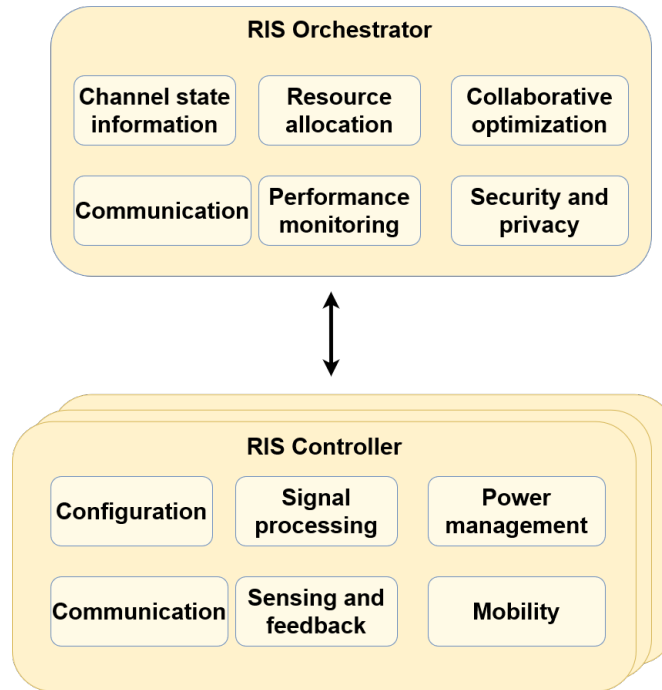 RIS Orchestrator
Channel state
information
Resource
allocation
Collaborative
optimization
Communication
Performance
monitoring
Security and
privacy
RIS Controller
Configuration
Signal
processing
Power
management
Communication
Sensing and
feedback
Mobility